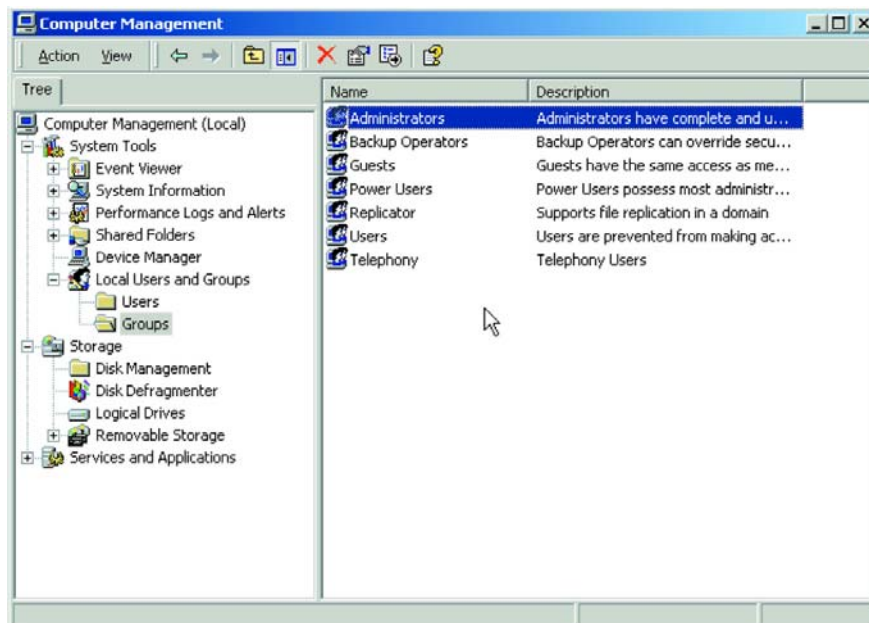 Computer Management
Action View
Tree
Computer Management (Local)
System Tools
Event Viewer
System Information
Performance Logs and Alerts
Shared Folders
Device Manager
Local Users and Groups
Users
Groups
Storage
Disk Management
Disk Defragmenter
Logical Drives
Removable Storage
Services and Applications
Name Description
Administrators Administrators have complete and u...
Backup Operators Backup Operators can override secu...
Guests Guests have the same access as me...
Power Users Power Users possess most administr...
Replicator Supports file replication in a domain
Users Users are prevented from making ac...
Telephony Telephony Users